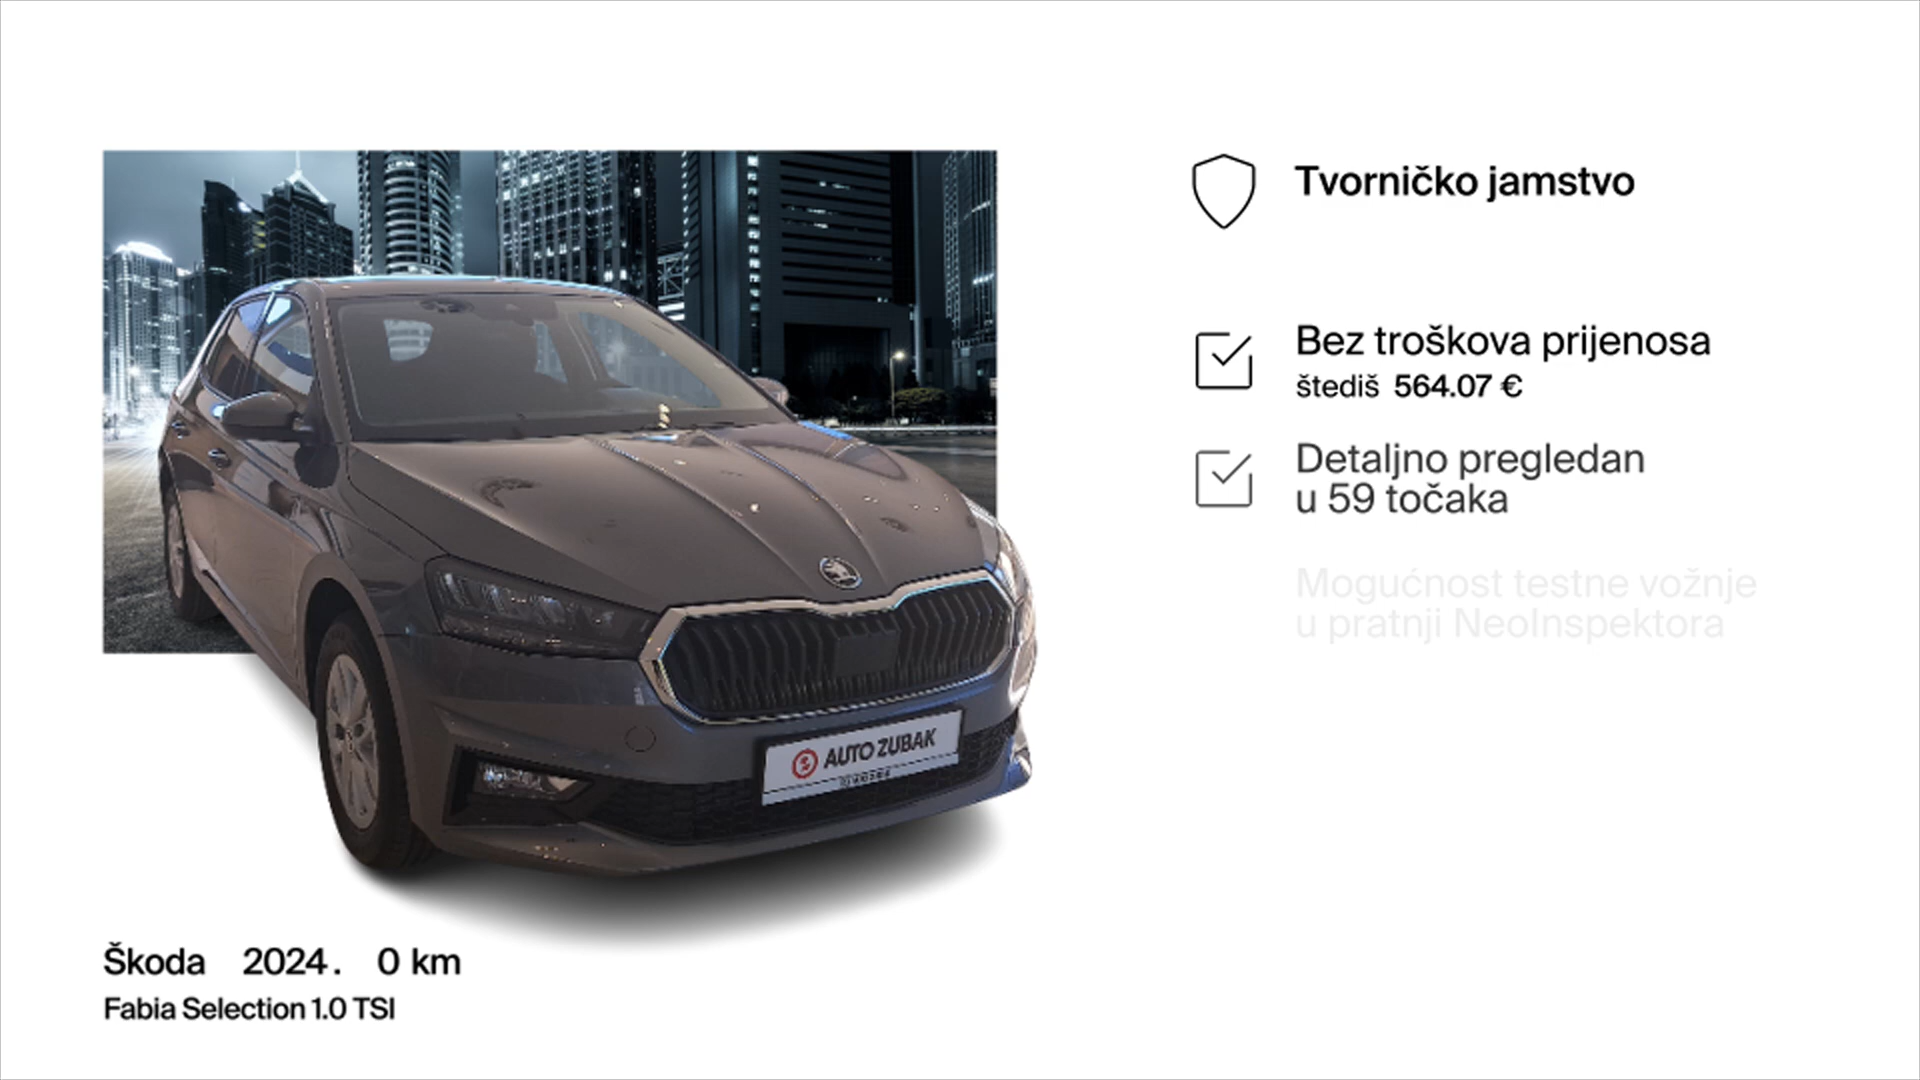 Tvorničko jamstvo
Bez troškova prijenosa
štediš 564.07 €
Detaljno pregledan
u 59 točaka
Mogućnost testne vožnje
u pratnji NeoInspektora
AUTO ZUBAK
Škoda 2024. 0 km
Fabia Selection 1.0 TSI